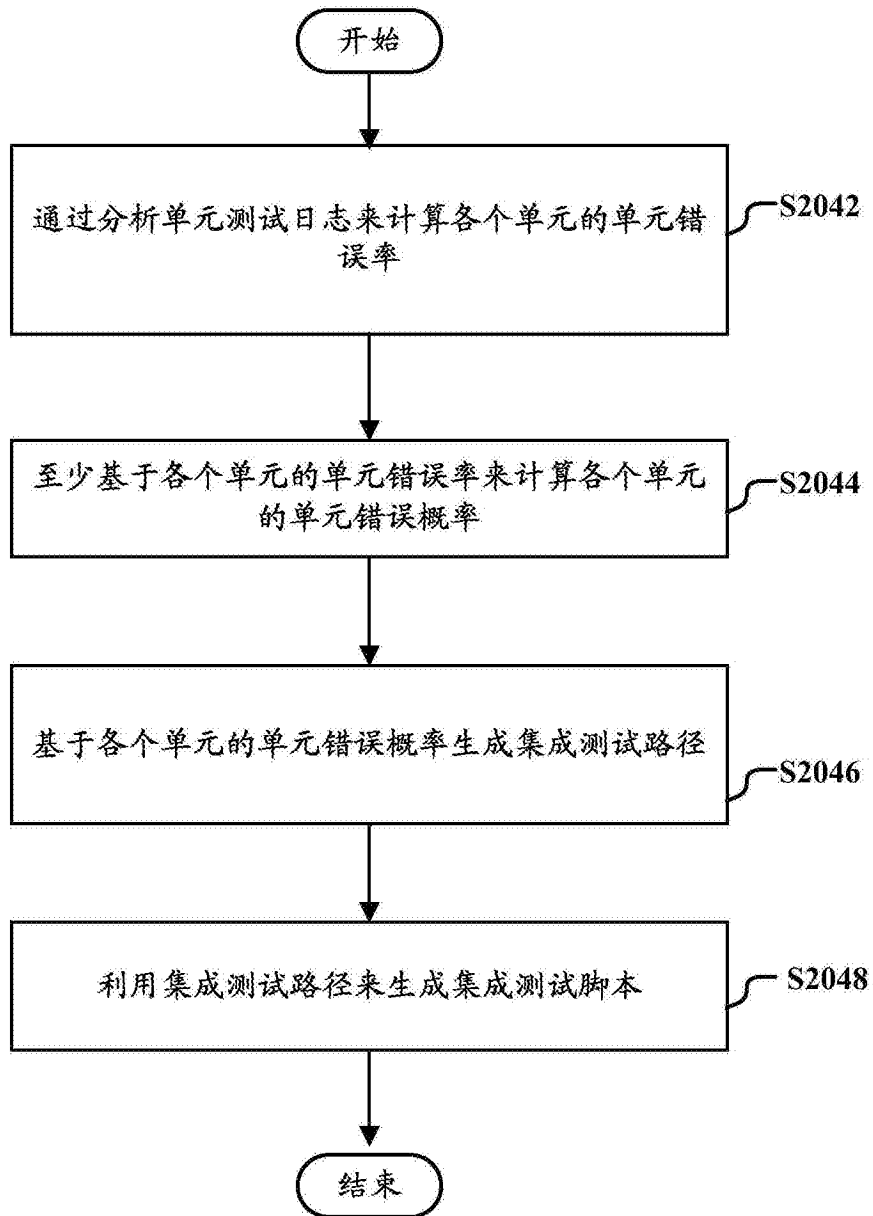 开始
通过分析单元测试日志来计算各个单元的单元错
误率
S2042
至少基于各个单元的单元错误率来计算各个单元
的单元错误概率
S2044
基于各个单元的单元错误概率生成集成测试路径
S2046
利用集成测试路径来生成集成测试脚本
S2048
结束